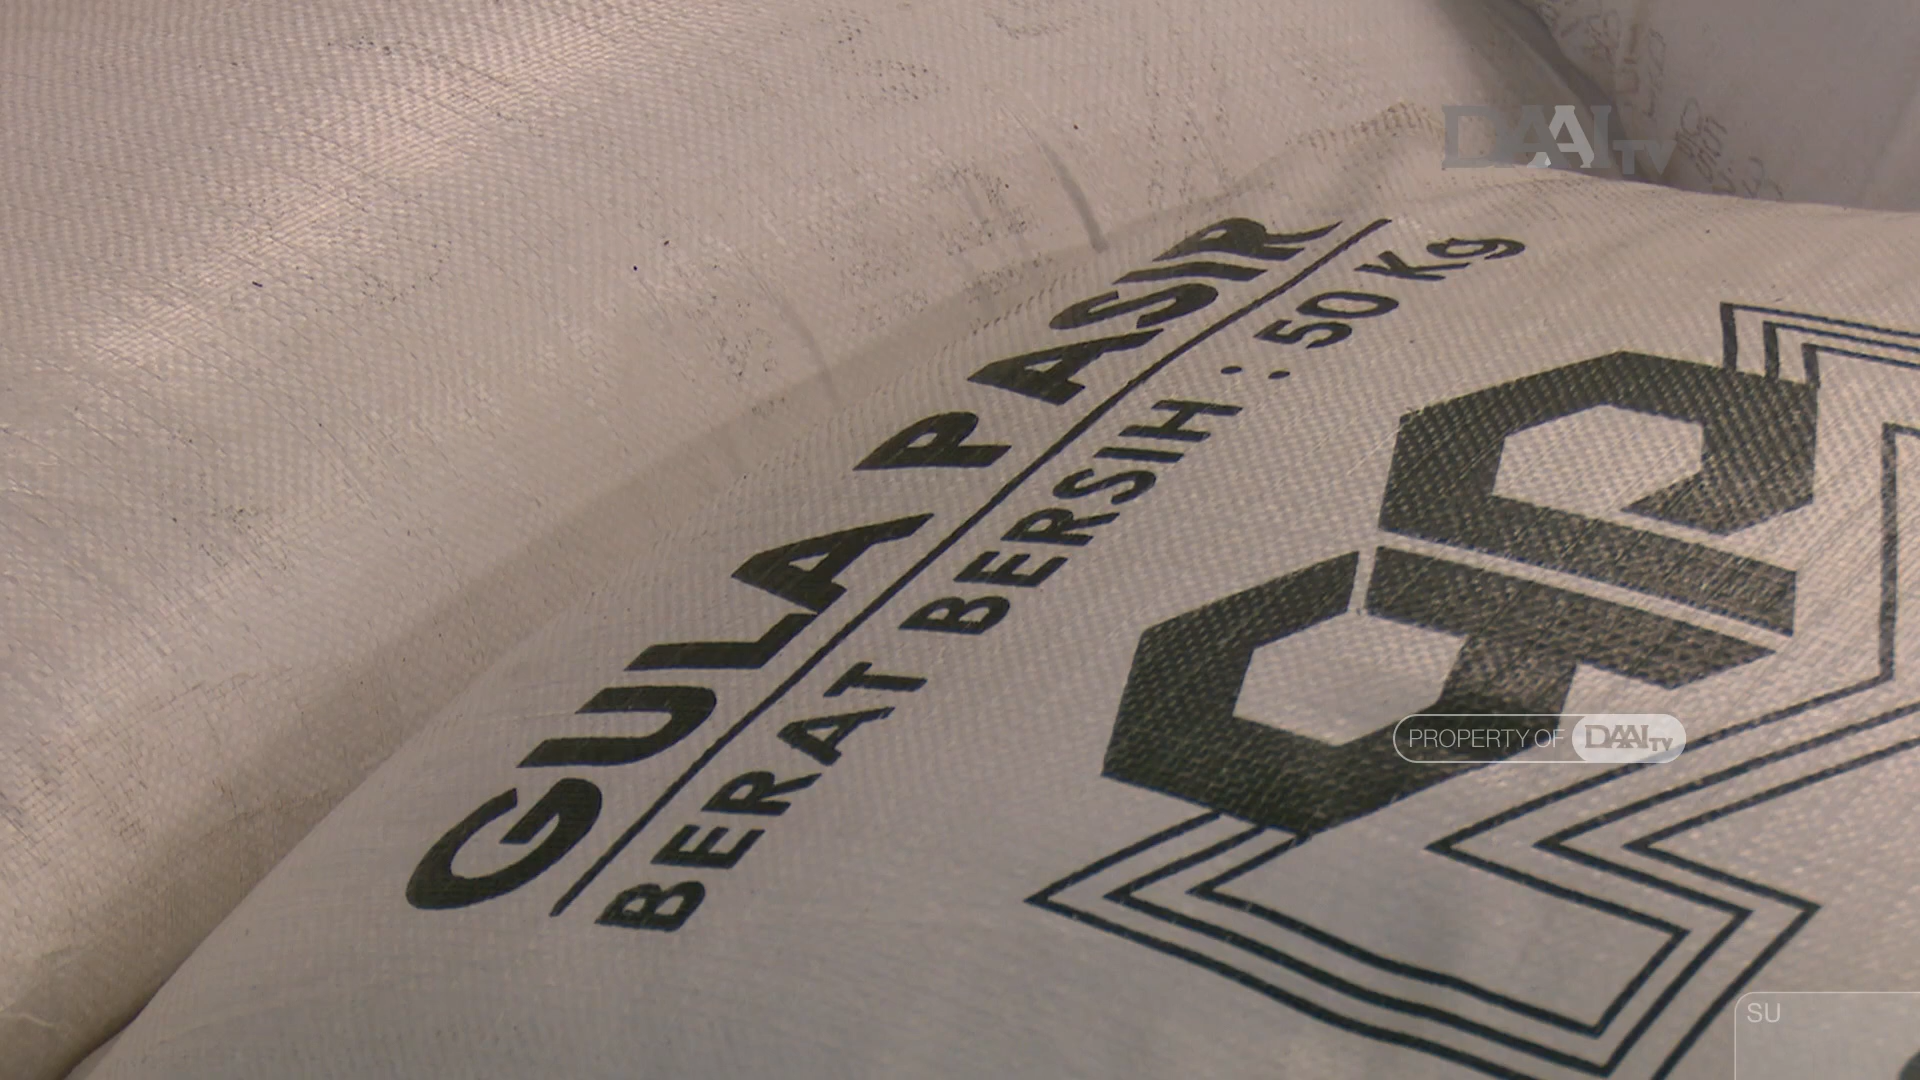 DAAI TV
GULA PASIR
BERAT BERSIH : 50 Kg
PROPERTY OF DAAI TV
SU